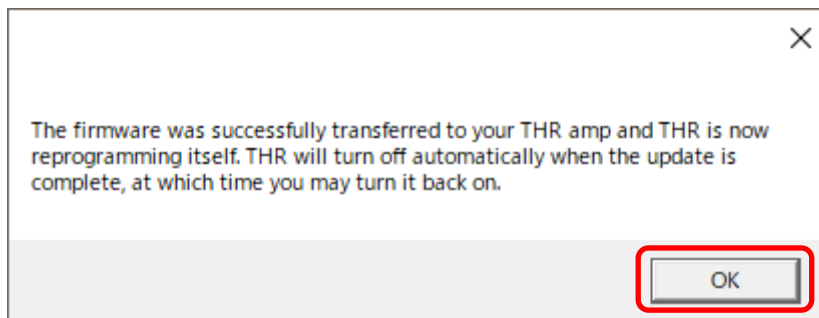 The firmware was successfully transferred to your THR amp and THR is now
reprogramming itself. THR will turn off automatically when the update is
complete, at which time you may turn it back on.
OK